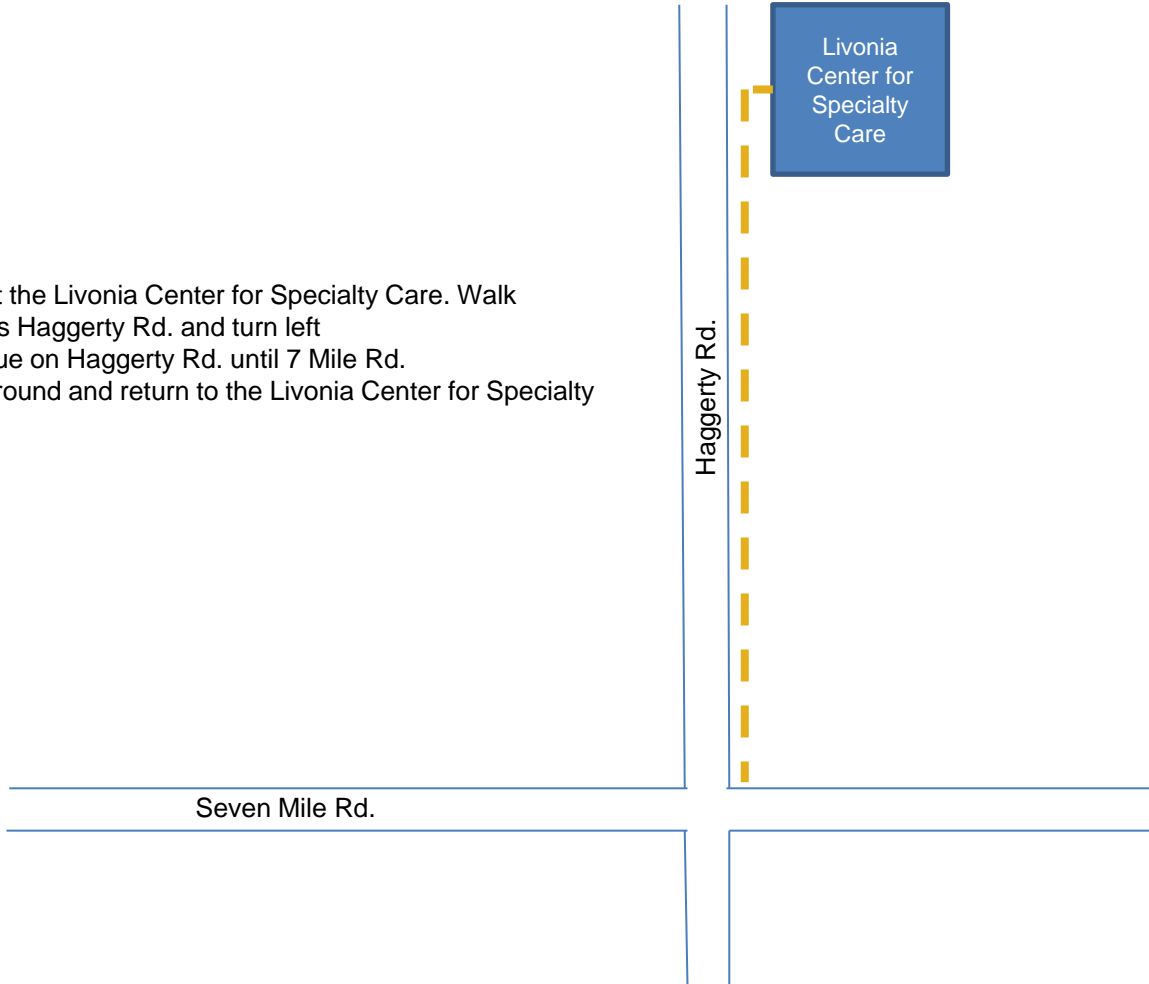 Livonia
Center for
Specialty
Care
t the Livonia Center for Specialty Care. Walk
s Haggerty Rd. and turn left
ue on Haggerty Rd. until 7 Mile Rd.
round and return to the Livonia Center for Specialty
Haggerty Rd.
Seven Mile Rd.